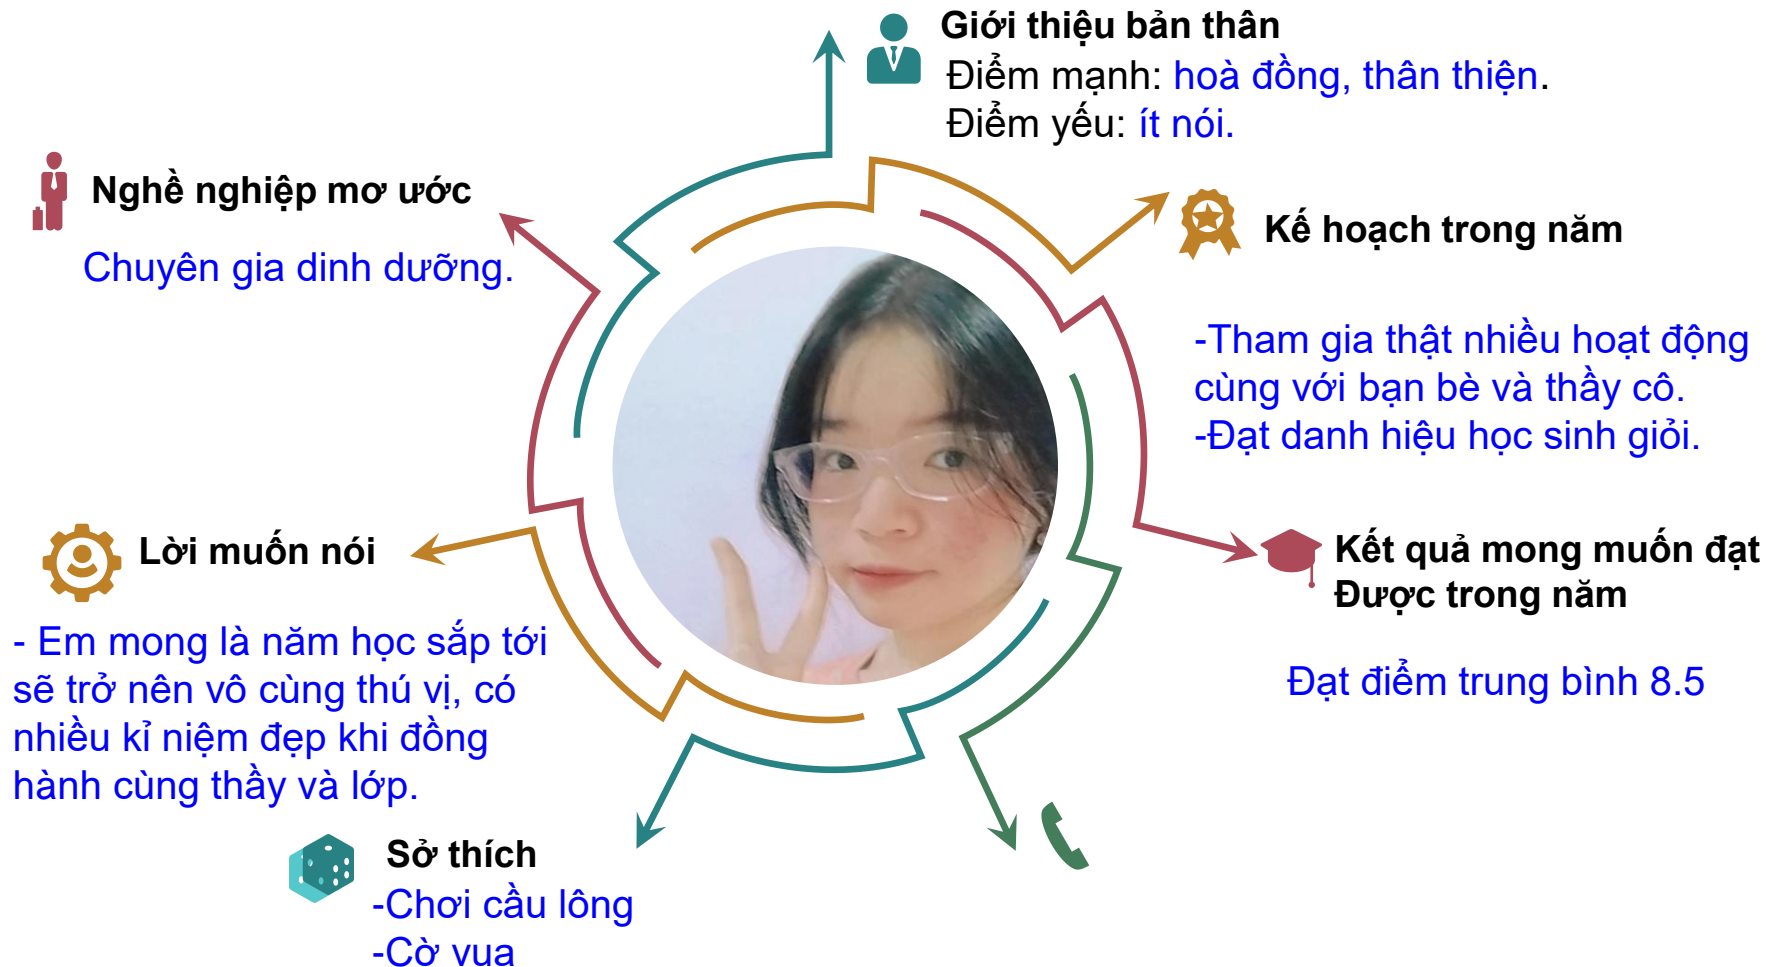 Giới thiệu bản thân
Điểm mạnh: hoà đồng, thân thiện.
Điểm yếu: ít nói.
Nghề nghiệp mơ ước
Chuyên gia dinh dưỡng.
Kế hoạch trong năm
-Tham gia thật nhiều hoạt động
cùng với bạn bè và thầy cô.
-Đạt danh hiệu học sinh giỏi.
Lời muốn nói
- Em mong là năm học sắp tới
sẽ trở nên vô cùng thú vị, có
nhiều kỉ niệm đẹp khi đồng
hành cùng thầy và lớp.
Kết quả mong muốn đạt
Được trong năm
Đạt điểm trung bình 8.5
Sở thích
-Chơi cầu lông
-Cờ vua